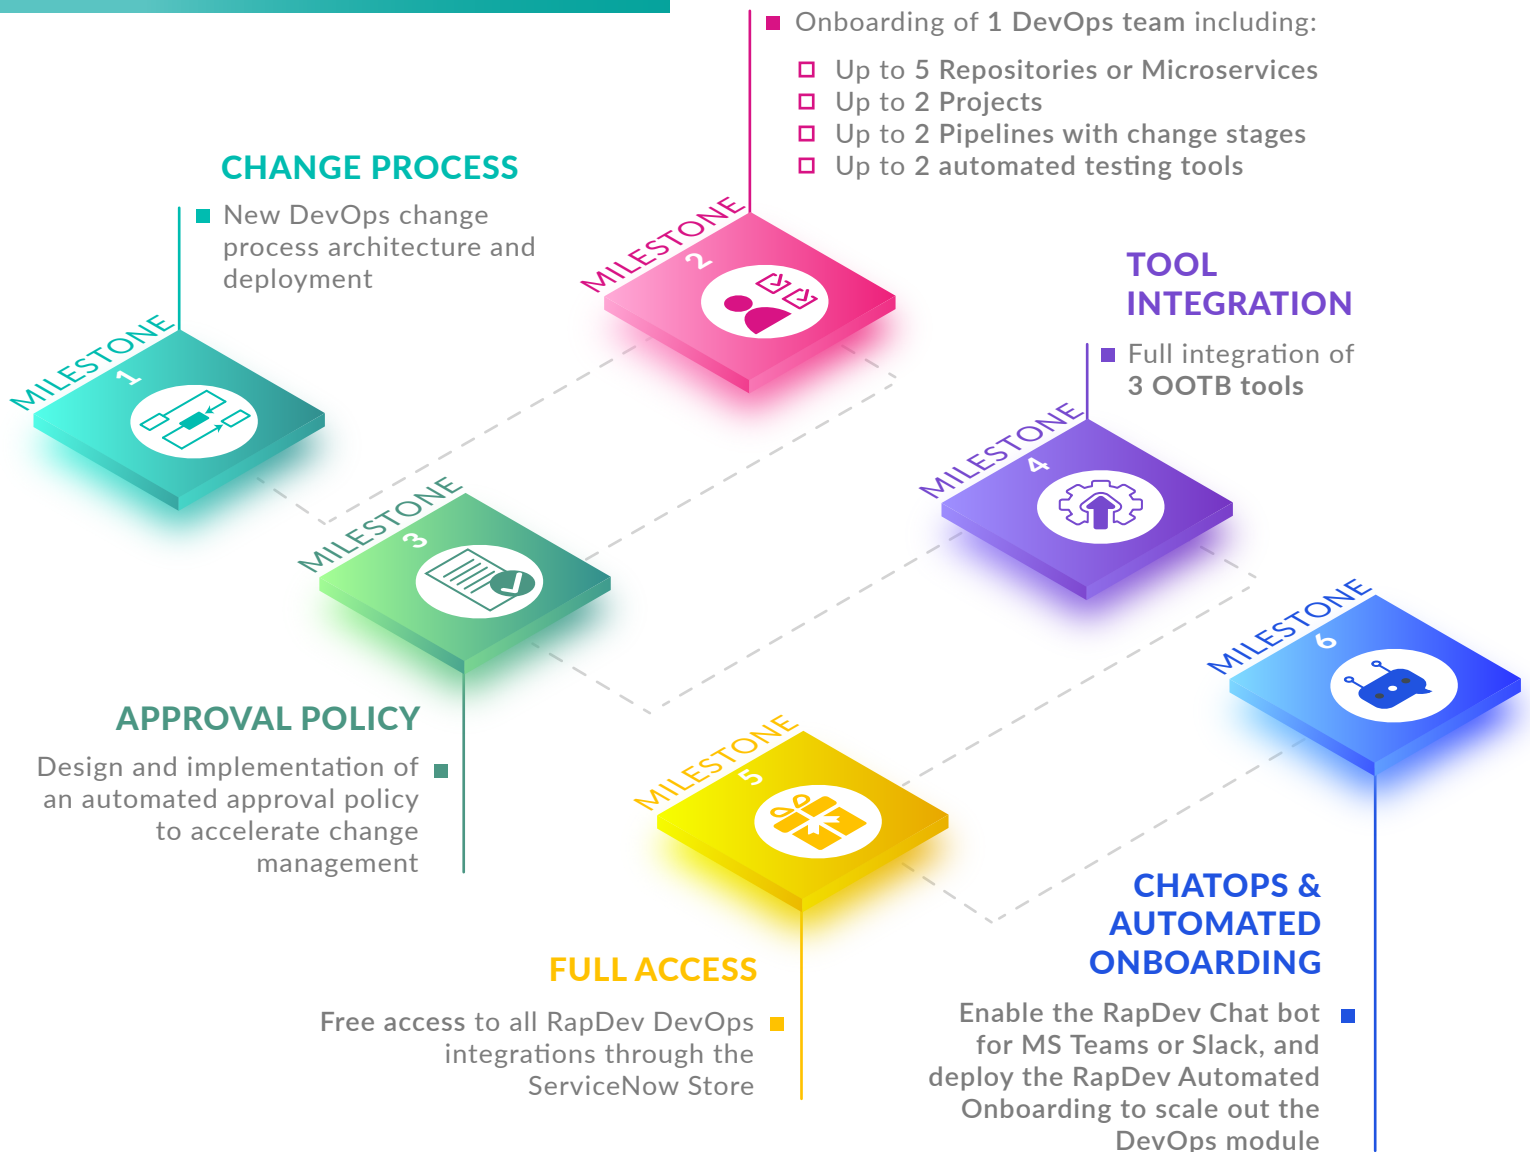 Onboarding of 1 DevOps team including:
Up to 5 Repositories or Microservices
Up to 2 Projects
Up to 2 Pipelines with change stages
Up to 2 automated testing tools
MILESTONE
2
CHANGE PROCESS
New DevOps change
process architecture and
deployment
MILESTONE
1
TOOL
INTEGRATION
Full integration of
3 OOTB tools
MILESTONE
4
MILESTONE
3
APPROVAL POLICY
Design and implementation of
an automated approval policy
to accelerate change
management
MILESTONE
6
MILESTONE
5
FULL ACCESS
Free access to all RapDev DevOps
integrations through the
ServiceNow Store
CHATOPS &
AUTOMATED
ONBOARDING
Enable the RapDev Chat bot
for MS Teams or Slack, and
deploy the RapDev Automated
Onboarding to scale out the
DevOps module